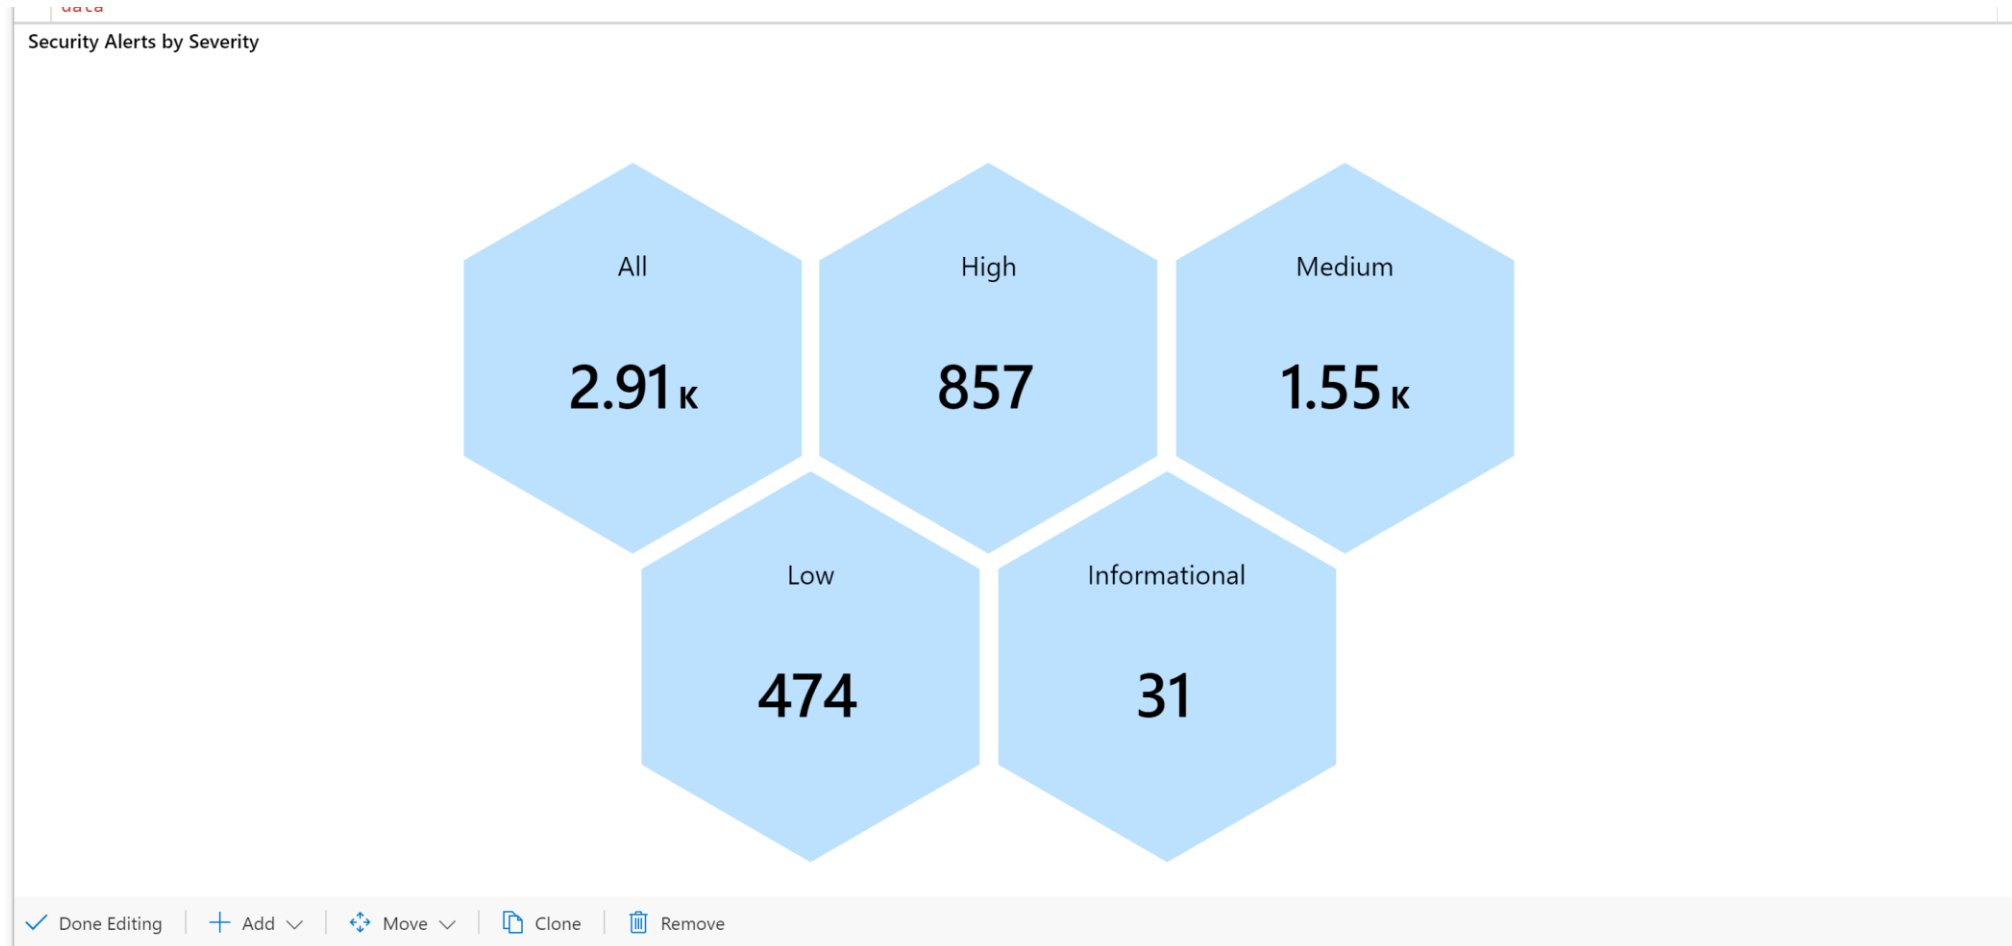 data
Security Alerts by Severity
All
High
Medium
2.91 K
857
1.55 K
Low
Informational
474
31
Done Editing
Add
Move
Clone
Remove